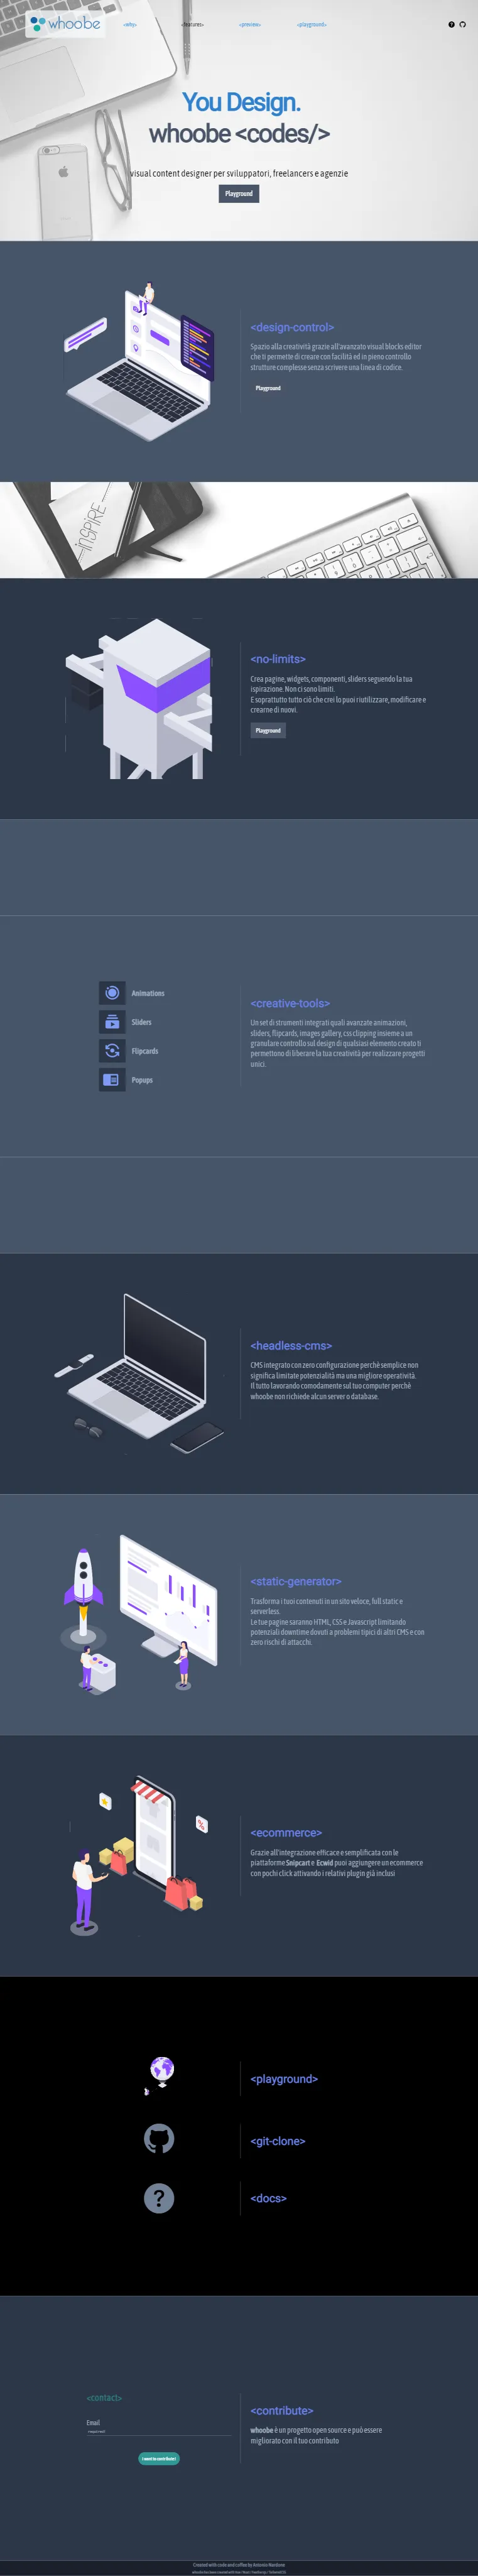 whoobe
<why>
<features>
<preview>
<playground>
You Design.
whoobe <codes/>
visual content designer per sviluppatori, freelancers e agenzie
Playground
<design-control>
Spazio alla creatività grazie all'avanzato visual blocks editor
che ti permette di creare con facilità ed in pieno controllo
strutture complesse senza scrivere una linea di codice.
Playground
INSPIRE
<no-limits>
Crea pagine, widgets, componenti, sliders seguendo la tua
ispirazione. Non ci sono limiti.
E soprattutto tutto ciò che crei lo puoi riutilizzare, modificare e
crearne di nuovi.
Playground
Animations
Sliders
Flipcards
Popups
<creative-tools>
Un set di strumenti integrati quali avanzate animazioni,
sliders, flipcards, images gallery, css clipping insieme a un
granulare controllo sul design di qualsiasi elemento creato ti
permettono di liberare la tua creatività per realizzare progetti
unici.
<headless-cms>
CMS integrato con zero configurazione perchè semplice non
significa limitate potenzialità ma una migliore operatività.
Il tutto lavorando comodamente sul tuo computer perchè
whoobe non richiede alcun server o database.
<static-generator>
Trasforma i tuoi contenuti in un sito veloce, full static e
serverless.
Le tue pagine saranno HTML, CSS e Javascript limitando
potenziali downtime dovuti a problemi tipici di altri CMS e con
zero rischi di attacchi.
<ecommerce>
Grazie all'integrazione efficace e semplificata con le
piattaforme Snipcart e Ecwid puoi aggiungere un ecommerce
con pochi click attivando i relativi plugin già inclusi
<playground>
<git-clone>
?
<docs>
<contact>
Email
I want to contribute!
<contribute>
whoobe è un progetto open source e può essere
migliorato con il tuo contributo
Created with code and coffee by Antonio Nardone